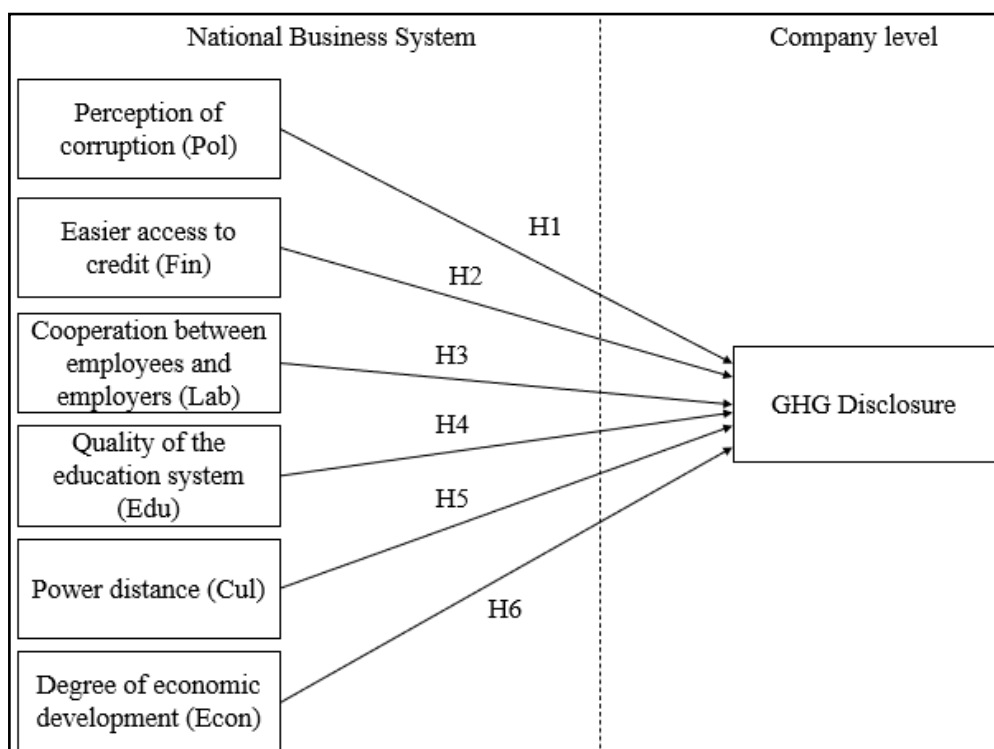 National Business System
Company level
Perception of
corruption (Pol)
H1
Easier access to
credit (Fin)
H2
Cooperation between
employees and
employers (Lab)
H3
GHG Disclosure
Quality of the
education system
(Edu)
H4
Power distance (Cul)
H5
Degree of economic
development (Econ)
H6